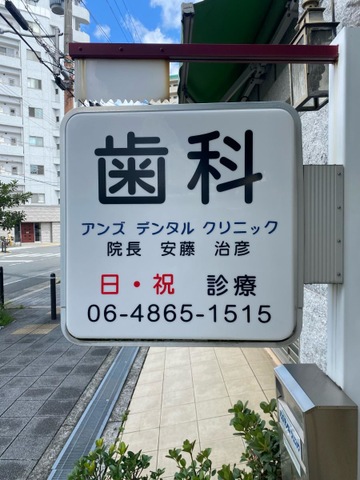 歯科
アンズ デンタル クリニック
院長 安藤 治彦
日・祝 診療
06-4865-1515